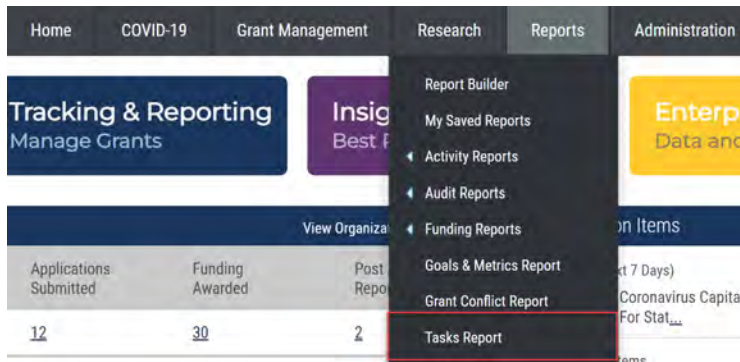 Home COVID-19 Grant Management Research Reports Administration
Tracking & Reporting
Manage Grants
Insig
Best
Enterp
Data and
Report Builder
My Saved Reports
Activity Reports
Audit Reports
Funding Reports
Goals & Metrics Report
Grant Conflict Report
Tasks Report
View Organiza
on Items
Applications
Submitted
Funding
Awarded
Post
Repo
12 30 2
xt 7 Days)
Coronavirus Capita
For Stat...